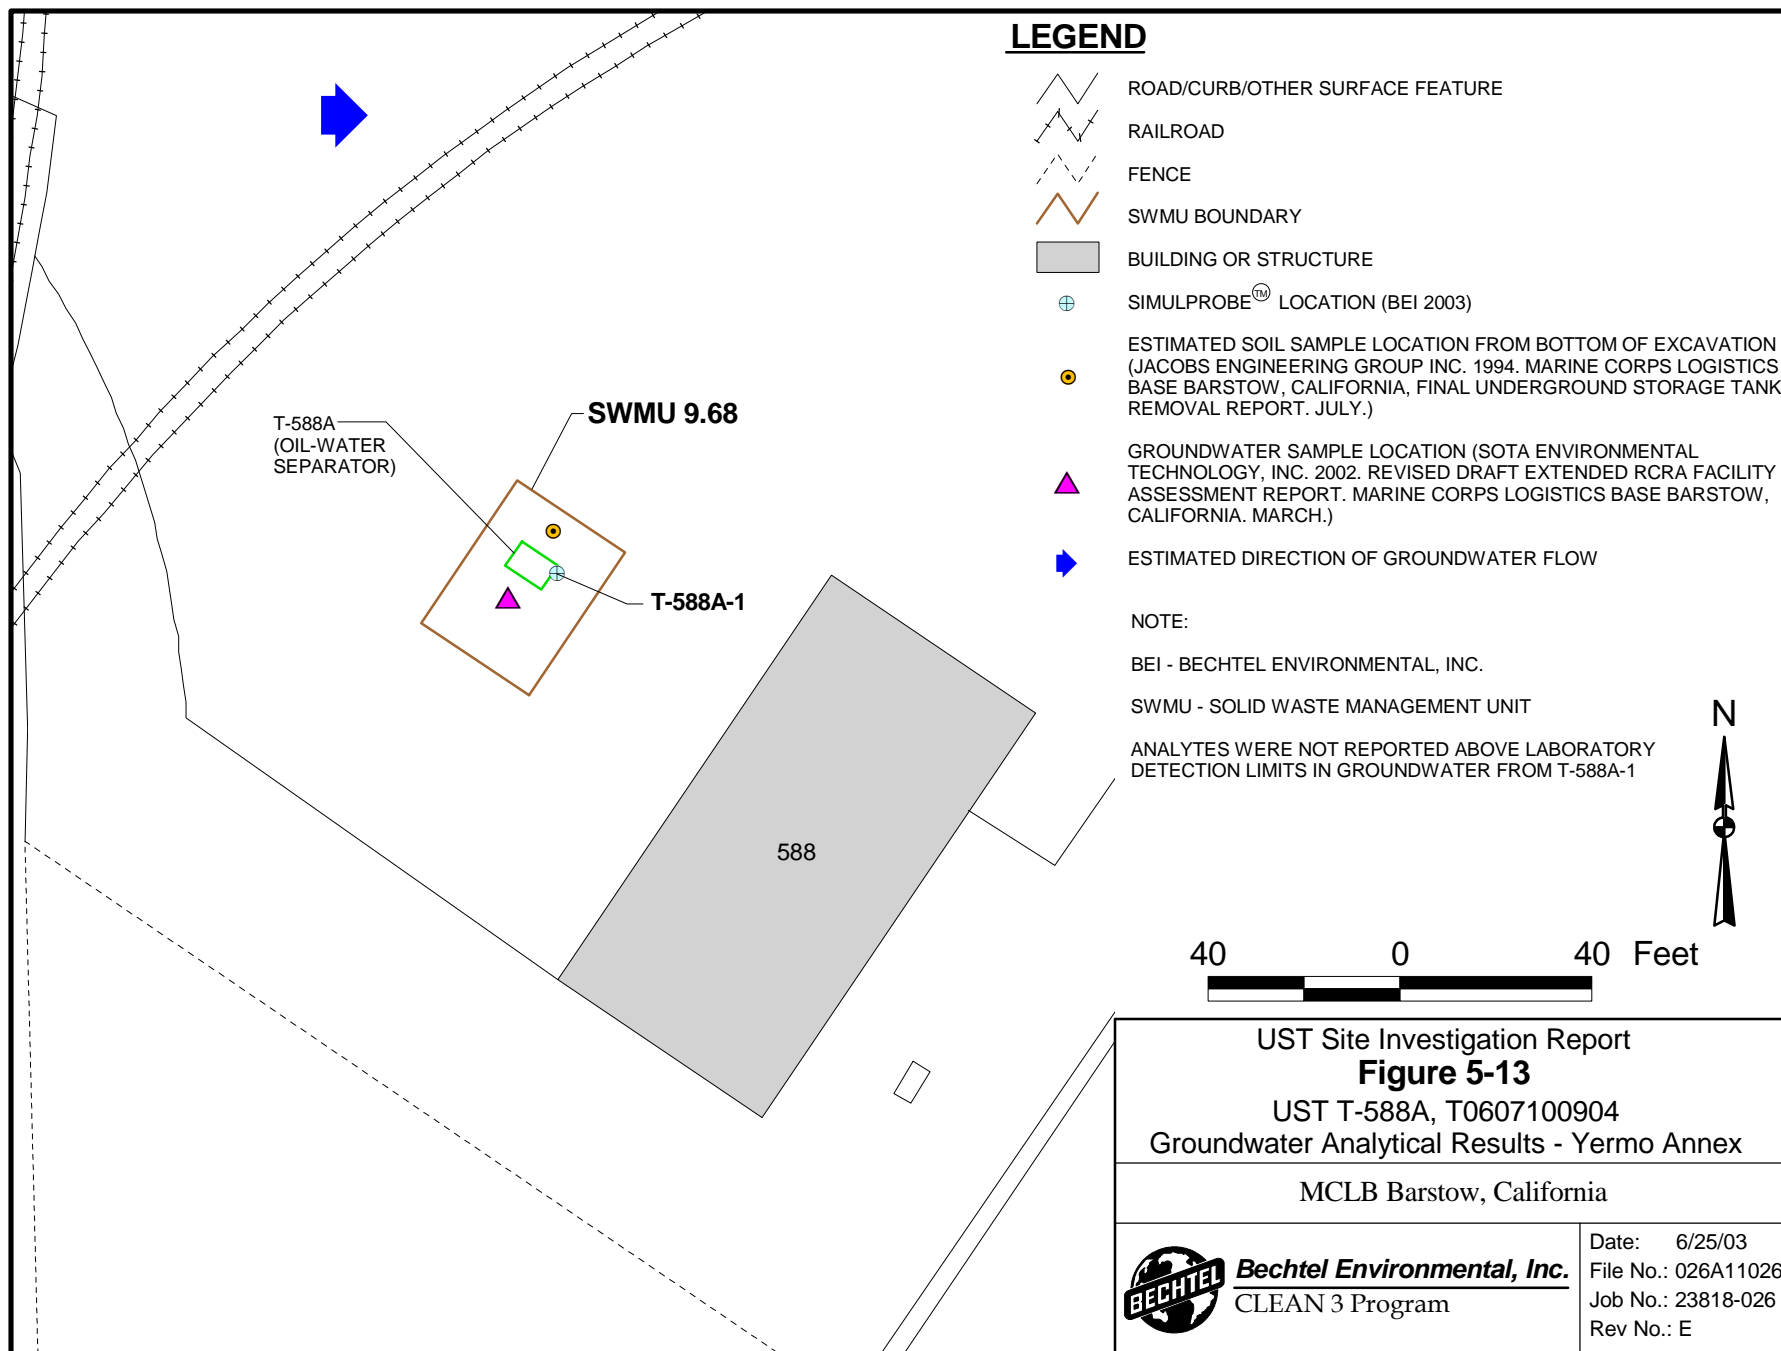 LEGEND
ROAD/CURB/OTHER SURFACE FEATURE
RAILROAD
FENCE
SWMU BOUNDARY
BUILDING OR STRUCTURE
SIMULPROBE TM LOCATION (BEI 2003)
ESTIMATED SOIL SAMPLE LOCATION FROM BOTTOM OF EXCAVATION
(JACOBS ENGINEERING GROUP INC. 1994. MARINE CORPS LOGISTICS
BASE BARSTOW, CALIFORNIA, FINAL UNDERGROUND STORAGE TANK
REMOVAL REPORT. JULY.)
GROUNDWATER SAMPLE LOCATION (SOTA ENVIRONMENTAL
TECHNOLOGY, INC. 2002. REVISED DRAFT EXTENDED RCRA FACILITY
ASSESSMENT REPORT. MARINE CORPS LOGISTICS BASE BARSTOW,
CALIFORNIA. MARCH.)
ESTIMATED DIRECTION OF GROUNDWATER FLOW
NOTE:
BEI - BECHTEL ENVIRONMENTAL, INC.
SWMU - SOLID WASTE MANAGEMENT UNIT
ANALYTES WERE NOT REPORTED ABOVE LABORATORY
DETECTION LIMITS IN GROUNDWATER FROM T-588A-1
N
SWMU 9.68
T-588A
(OIL-WATER
SEPARATOR)
T-588A-1
588
40 0 40 Feet
UST Site Investigation Report
Figure 5-13
UST T-588A, T0607100904
Groundwater Analytical Results - Yermo Annex
MCLB Barstow, California
BECHTEL
Bechtel Environmental, Inc.
CLEAN 3 Program
Date: 6/25/03
File No.: 026A11026
Job No.: 23818-026
Rev No.: E